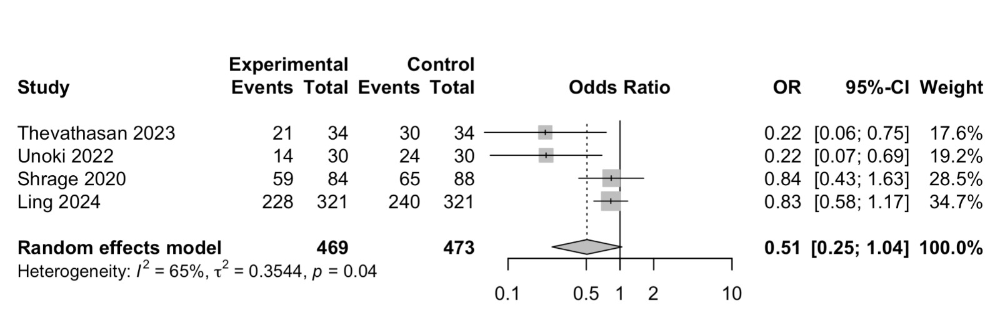 Experimental Control
Study Events Total Events Total Odds Ratio OR 95%-CI Weight
Thevathasan 2023 21 34 30 34 0.22 [0.06; 0.75] 17.6%
Unoki 2022 14 30 24 30 0.22 [0.07; 0.69] 19.2%
Shrage 2020 59 84 65 88 0.84 [0.43; 1.63] 28.5%
Ling 2024 228 321 240 321 0.83 [0.58; 1.17] 34.7%
Random effects model 469 473 0.51 [0.25; 1.04] 100.0%
Heterogeneity: I² = 65%, τ² = 0.3544, p = 0.04
0.1 0.5 1 2 10